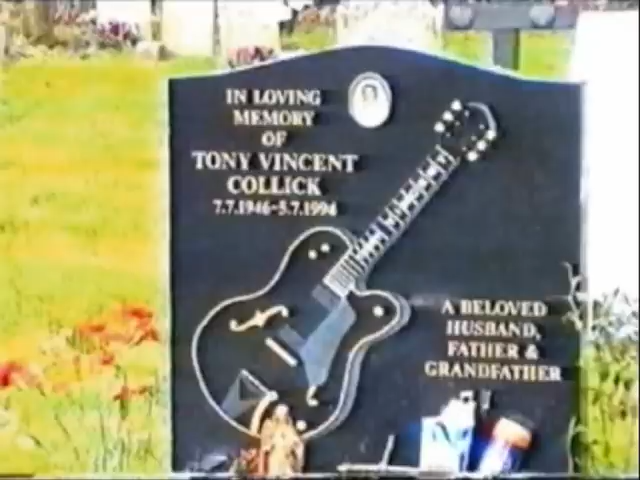 IN LOVING
MEMORY
OF
TONY VINCENT
COLLICK
7.7.1946-5.7.1994
A BELOVED
HUSBAND,
FATHER &
GRANDFATHER